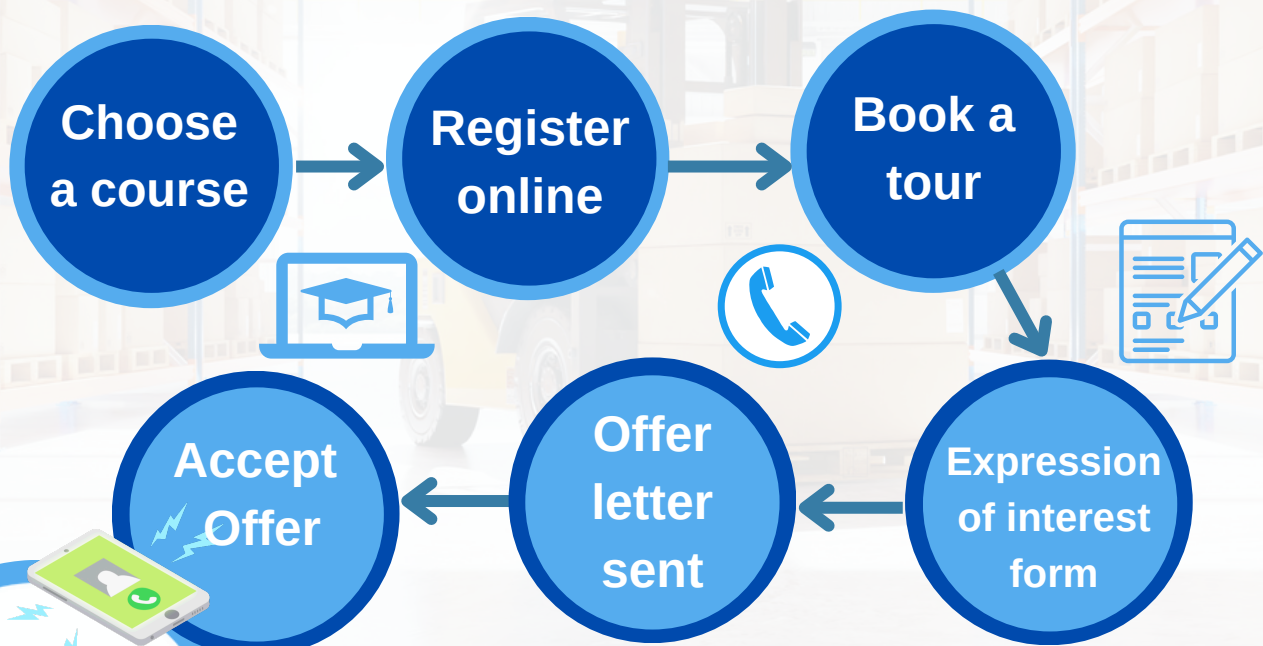 Choose
a course
Register
online
Book a
tour
Expression
of interest
form
Offer
letter
sent
Accept
Offer